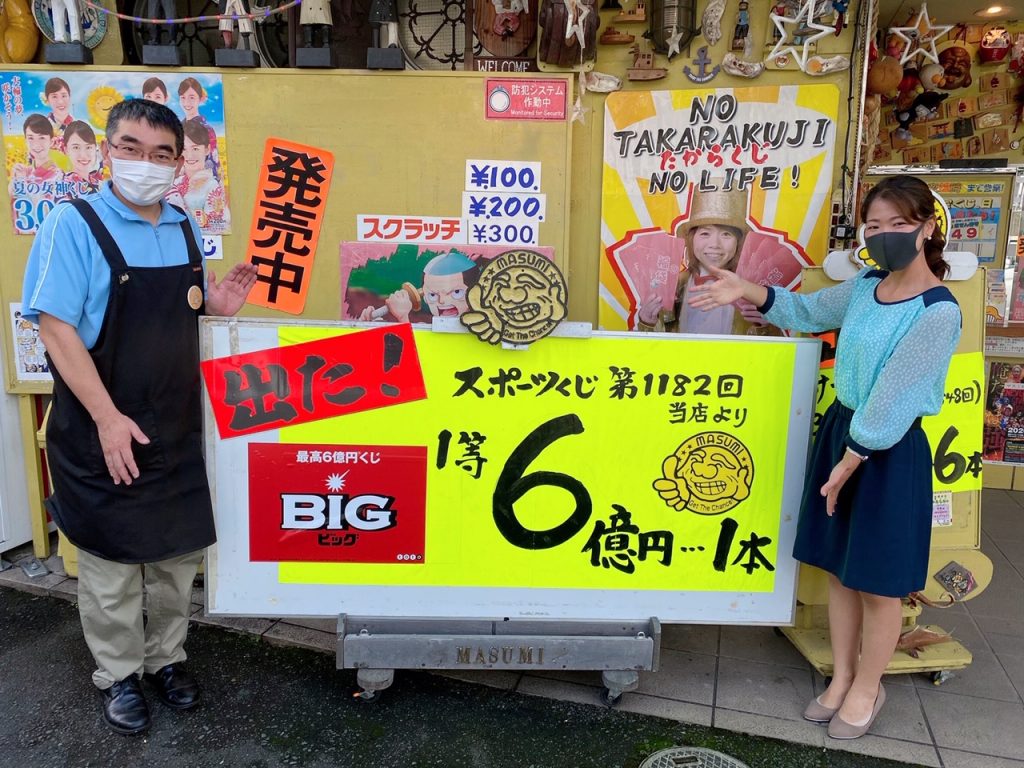 WELCOME
防犯システム
作動中
Monitored for Security
夏の女神くじ
発売中
¥100.
¥200.
¥300.
スクラッチ
NO
TAKARAKUJI
たからくじ
NO LIFE!
MASUMI
Get The Chance!
出た!
スポーツくじ 第1182回
当店より
1等 6億円…1本
MASUMI
Get The Chance!
最高6億円くじ
BIG
ビッグ
toto
6本
MASUMI